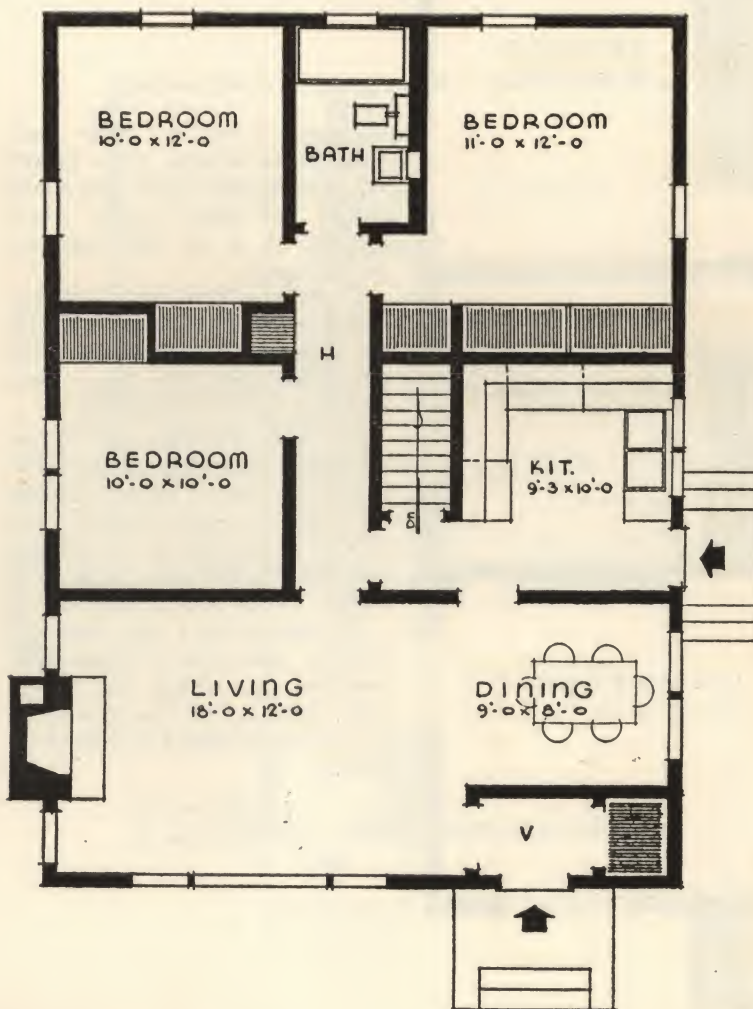 BEDROOM
10'-0 x 12'-0
BATH
BEDROOM
11'-0 x 12'-0
H
BEDROOM
10'-0 x 10'-0
DN
KIT.
9'-3 x 10'-0
LIVING
18'-0 x 12'-0
DINING
9'-0 x 8'-0
V